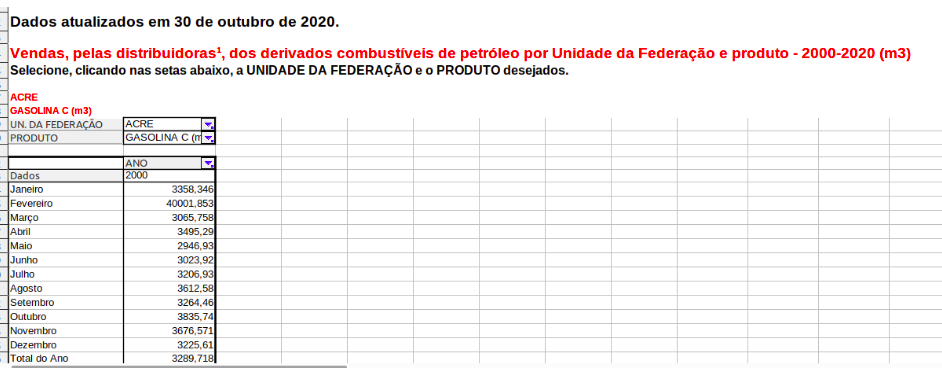 Dados atualizados em 30 de outubro de 2020.
Vendas, pelas distribuidoras¹, dos derivados combustíveis de petróleo por Unidade da Federação e produto - 2000-2020 (m3)
Selecione, clicando nas setas abaixo, a UNIDADE DA FEDERAÇÃO e o PRODUTO desejados.
ACRE
GASOLINA C (m3)
UN. DA FEDERAÇÃO ACRE
PRODUTO GASOLINA C (m
ANO
Dados 2000
Janeiro 3358,346
Fevereiro 40001,853
Março 3065,758
Abril 3495,29
Maio 2946,93
Junho 3023,92
Julho 3206,93
Agosto 3612,58
Setembro 3264,46
Outubro 3835,74
Novembro 3676,571
Dezembro 3225,61
Total do Ano 3289,718